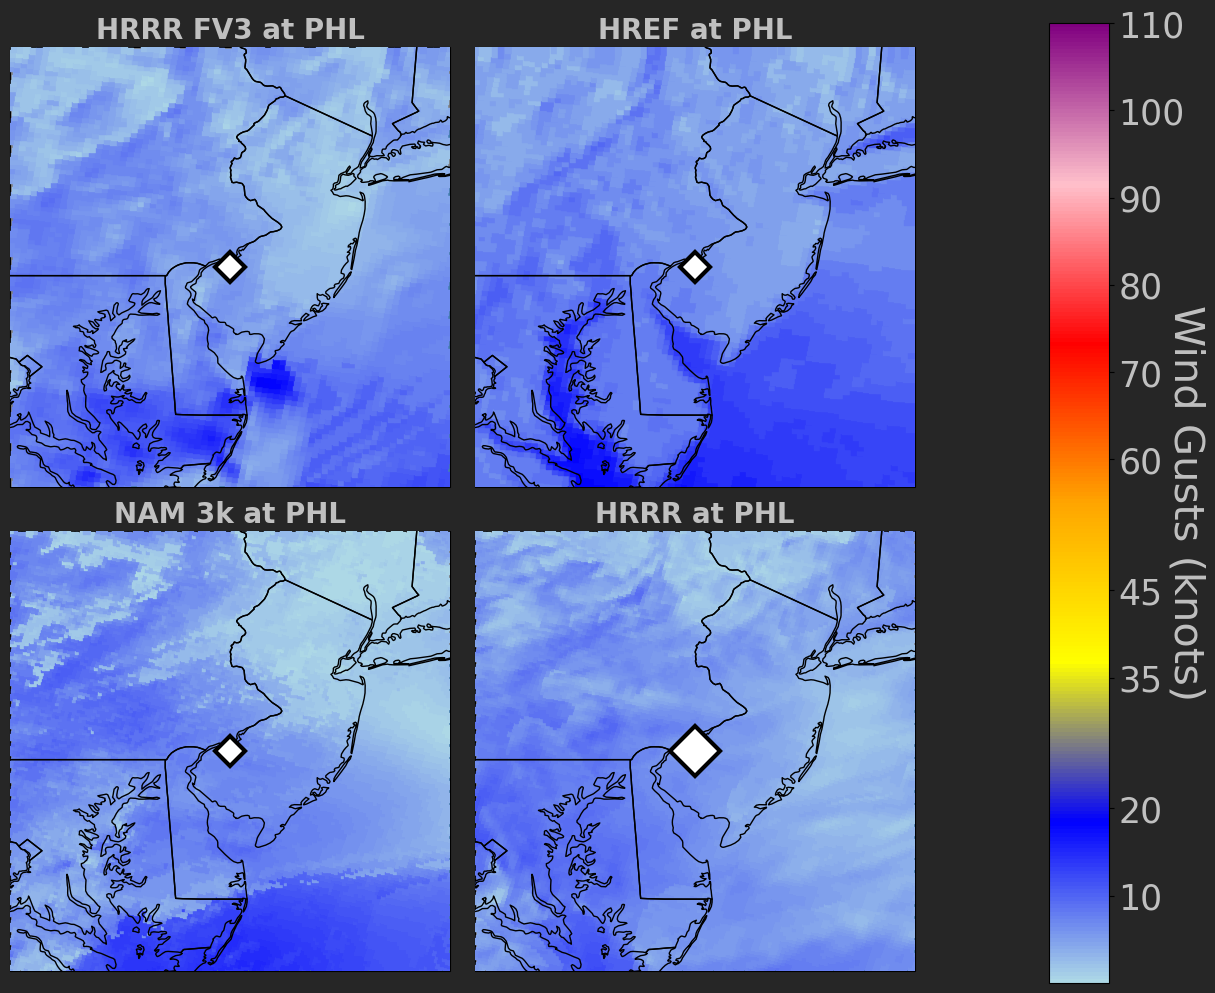 HRRR FV3 at PHL
HREF at PHL
NAM 3k at PHL
HRRR at PHL
110
100
90
80
70
60
45
35
20
10
Wind Gusts (knots)